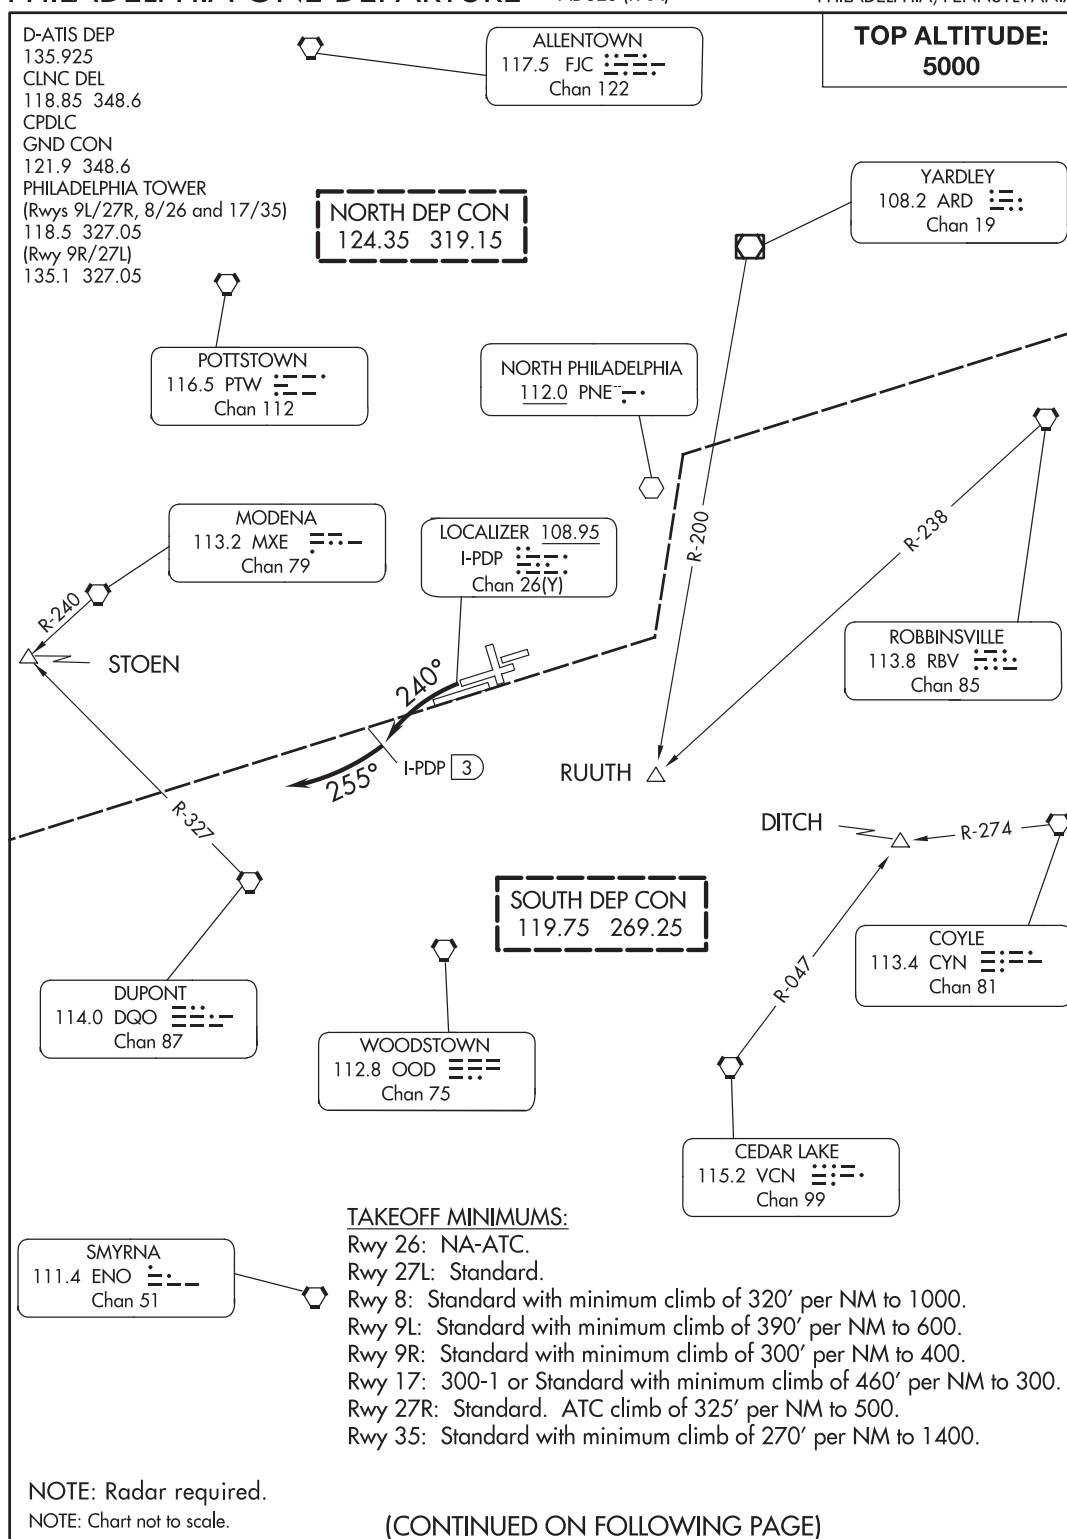 D-ATIS DEP
135.925
CLNC DEL
118.85 348.6
CPDLC
GND CON
121.9 348.6
PHILADELPHIA TOWER
(Rwys 9L/27R, 8/26 and 17/35)
118.5 327.05
(Rwy 9R/27L)
135.1 327.05
ALLENTOWN
117.5 FJC
Chan 122
TOP ALTITUDE:
5000
NORTH DEP CON
124.35 319.15
YARDLEY
108.2 ARD
Chan 19
POTTSTOWN
116.5 PTW
Chan 112
NORTH PHILADELPHIA
112.0 PNE
MODENA
113.2 MXE
Chan 79
LOCALIZER 108.95
I-PDP
Chan 26(Y)
R-200
R-238
R-240
STOEN
ROBBINSVILLE
113.8 RBV
Chan 85
240°
I-PDP 3
255°
RUUTH
R-327
DITCH
R-274
SOUTH DEP CON
119.75 269.25
COYLE
113.4 CYN
Chan 81
R-047
DUPONT
114.0 DQO
Chan 87
WOODSTOWN
112.8 OOD
Chan 75
CEDAR LAKE
115.2 VCN
Chan 99
SMYRNA
111.4 ENO
Chan 51
TAKEOFF MINIMUMS:
Rwy 26: NA-ATC.
Rwy 27L: Standard.
Rwy 8: Standard with minimum climb of 320' per NM to 1000.
Rwy 9L: Standard with minimum climb of 390' per NM to 600.
Rwy 9R: Standard with minimum climb of 300' per NM to 400.
Rwy 17: 300-1 or Standard with minimum climb of 460' per NM to 300.
Rwy 27R: Standard. ATC climb of 325' per NM to 500.
Rwy 35: Standard with minimum climb of 270' per NM to 1400.
NOTE: Radar required.
NOTE: Chart not to scale.
(CONTINUED ON FOLLOWING PAGE)